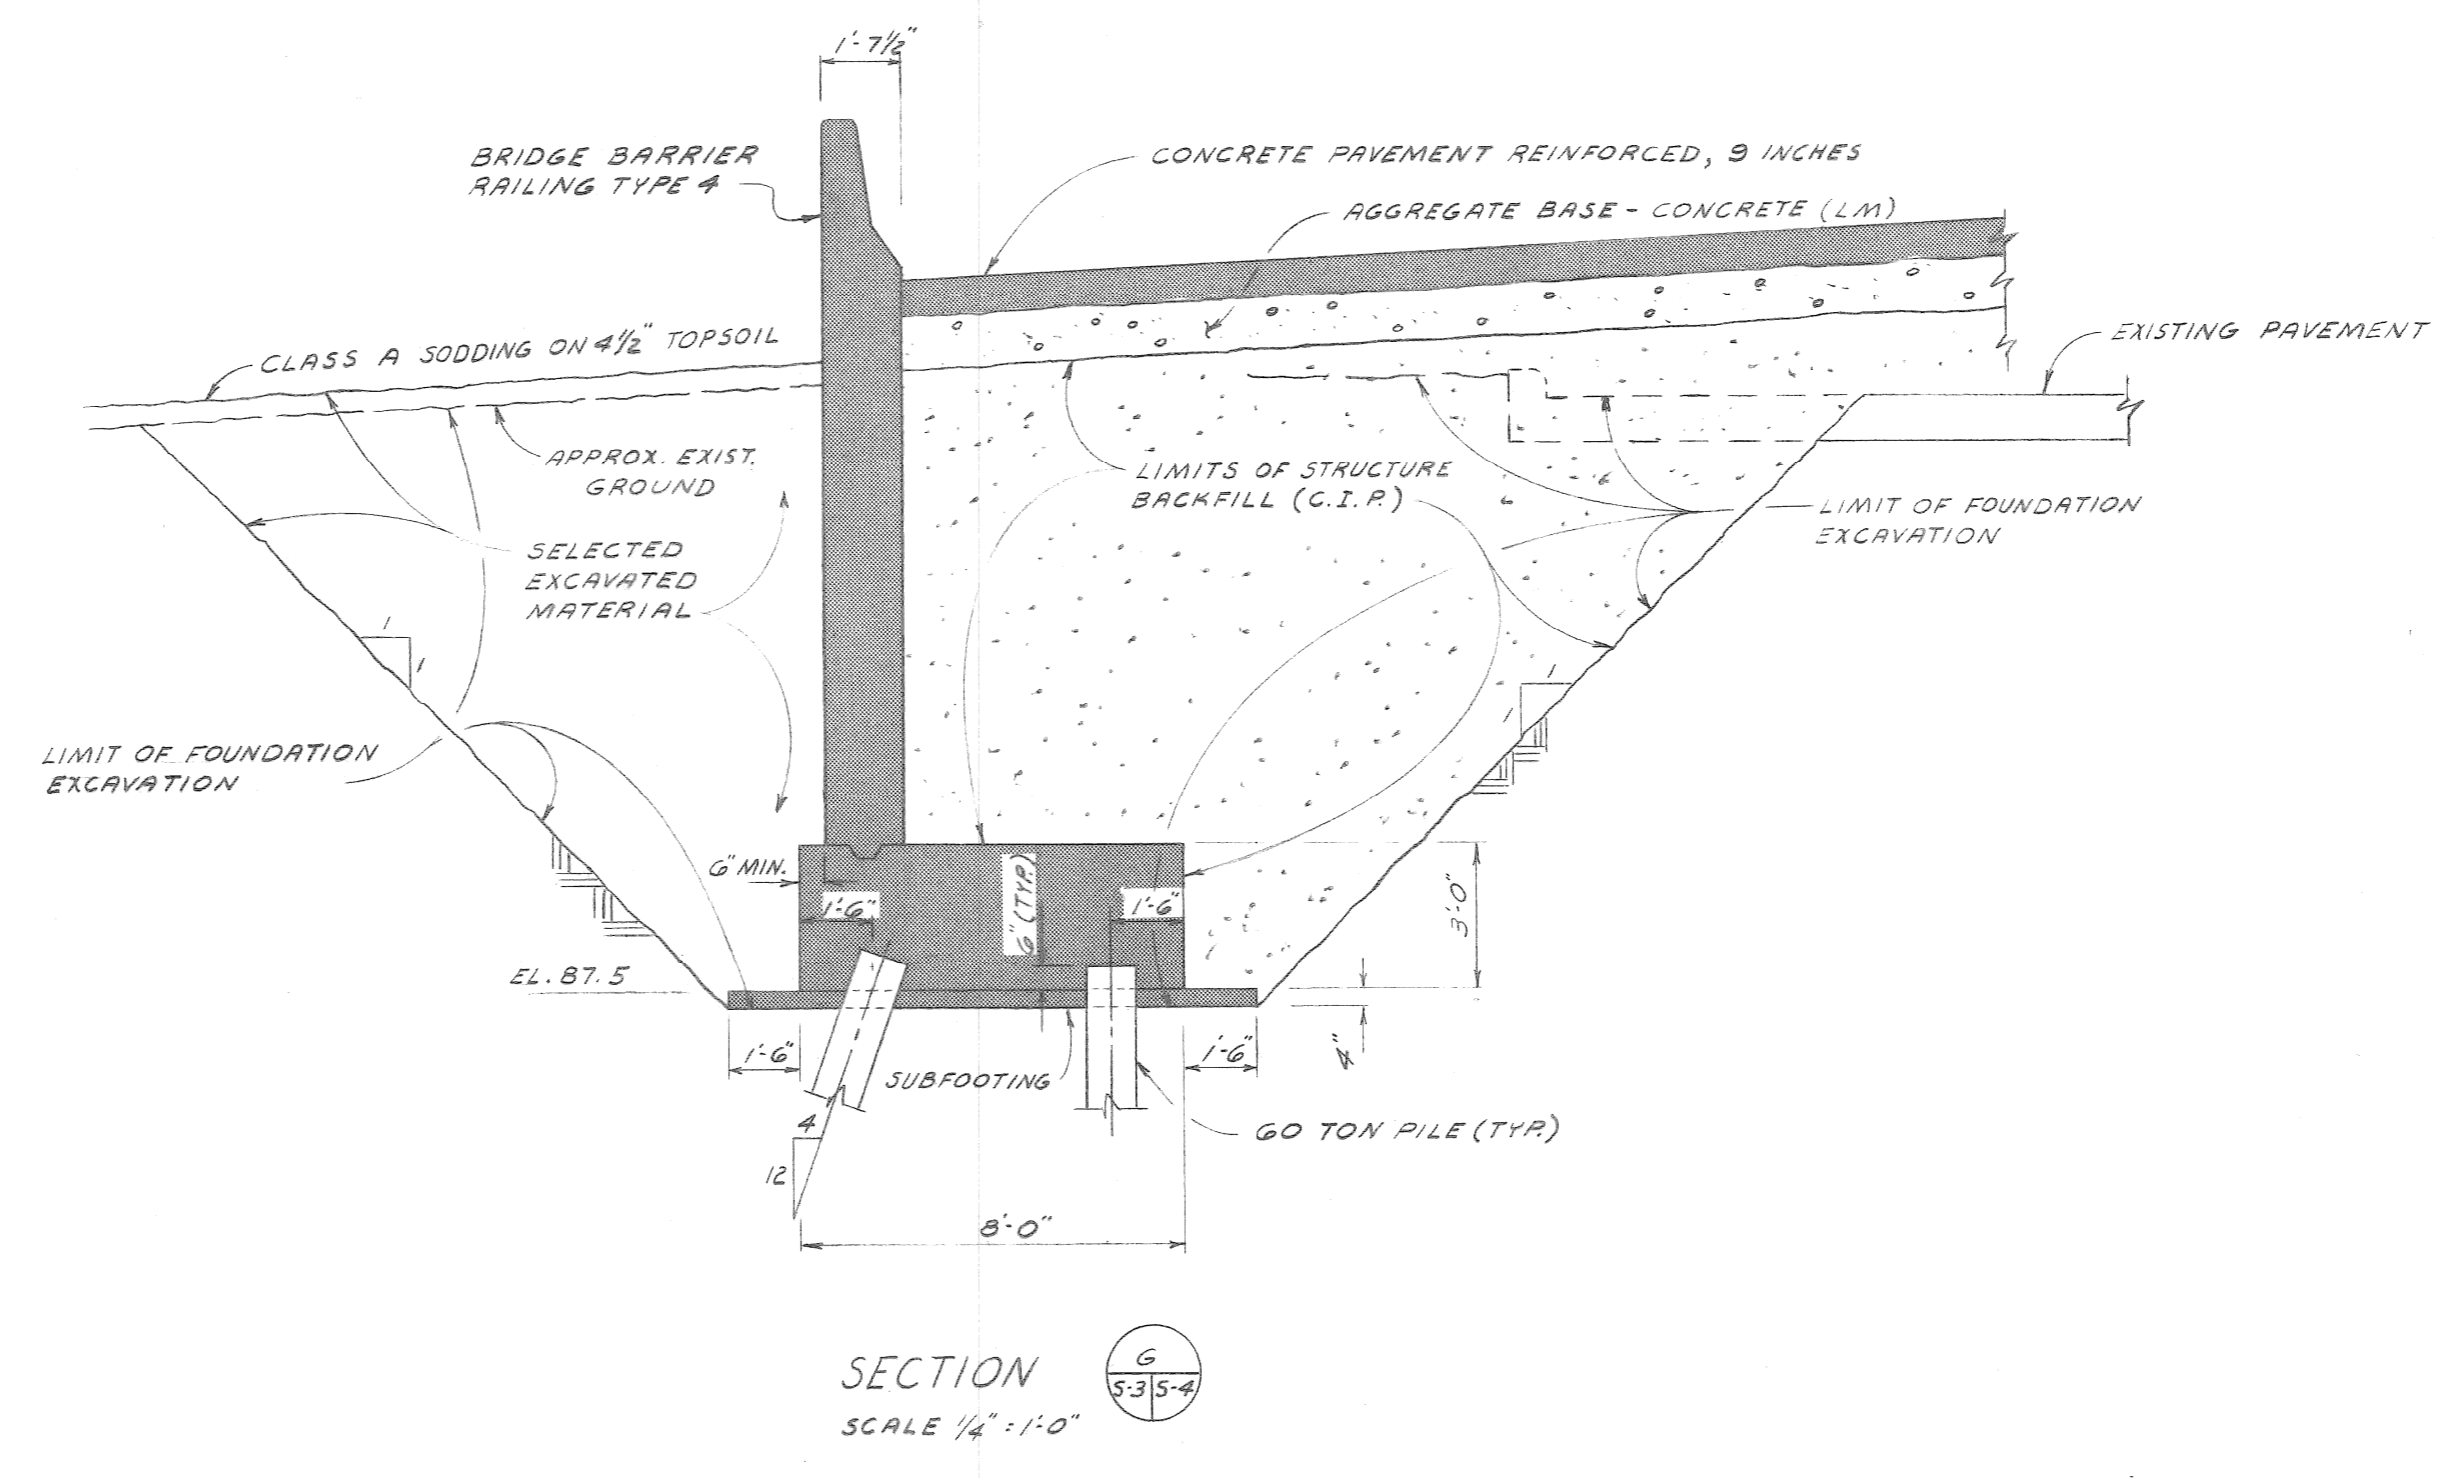 1'-7½"
BRIDGE BARRIER
RAILING TYPE 4
CONCRETE PAVEMENT REINFORCED, 9 INCHES
AGGREGATE BASE - CONCRETE (LM)
EXISTING PAVEMENT
CLASS A SODDING ON 4½" TOPSOIL
APPROX. EXIST.
GROUND
LIMITS OF STRUCTURE
BACKFILL (C.I.P.)
LIMIT OF FOUNDATION
EXCAVATION
SELECTED
EXCAVATED
MATERIAL
1
1
1
1
LIMIT OF FOUNDATION
EXCAVATION
6" MIN.
1'-6"
6" (TYP.)
1'-6"
3'-0"
EL. 87.5
1'-6"
SUBFOOTING
1'-6"
4"
4
12
60 TON PILE (TYP.)
8'-0"
SECTION
G
S-3 S-4
SCALE ¼" = 1'-0"